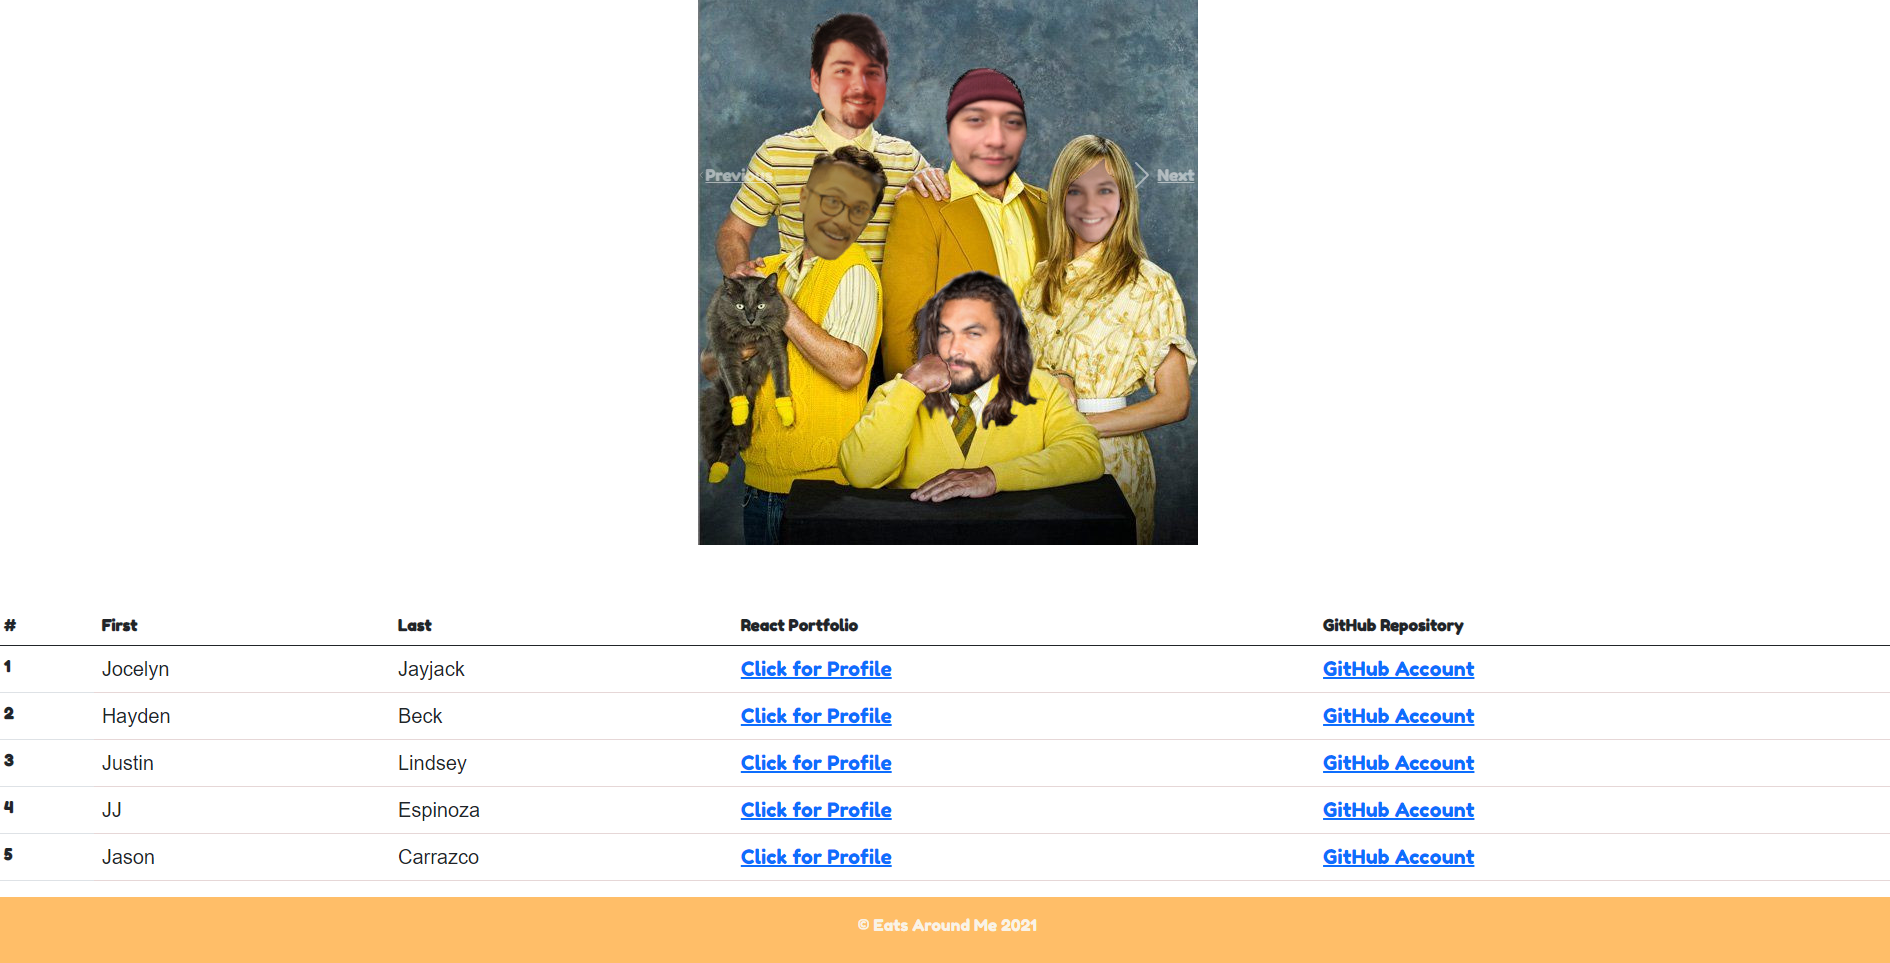 Previous Next
# First Last React Portfolio GitHub Repository
1 Jocelyn Jayjack Click for Profile GitHub Account
2 Hayden Beck Click for Profile GitHub Account
3 Justin Lindsey Click for Profile GitHub Account
4 JJ Espinoza Click for Profile GitHub Account
5 Jason Carrazco Click for Profile GitHub Account
© Eats Around Me 2021